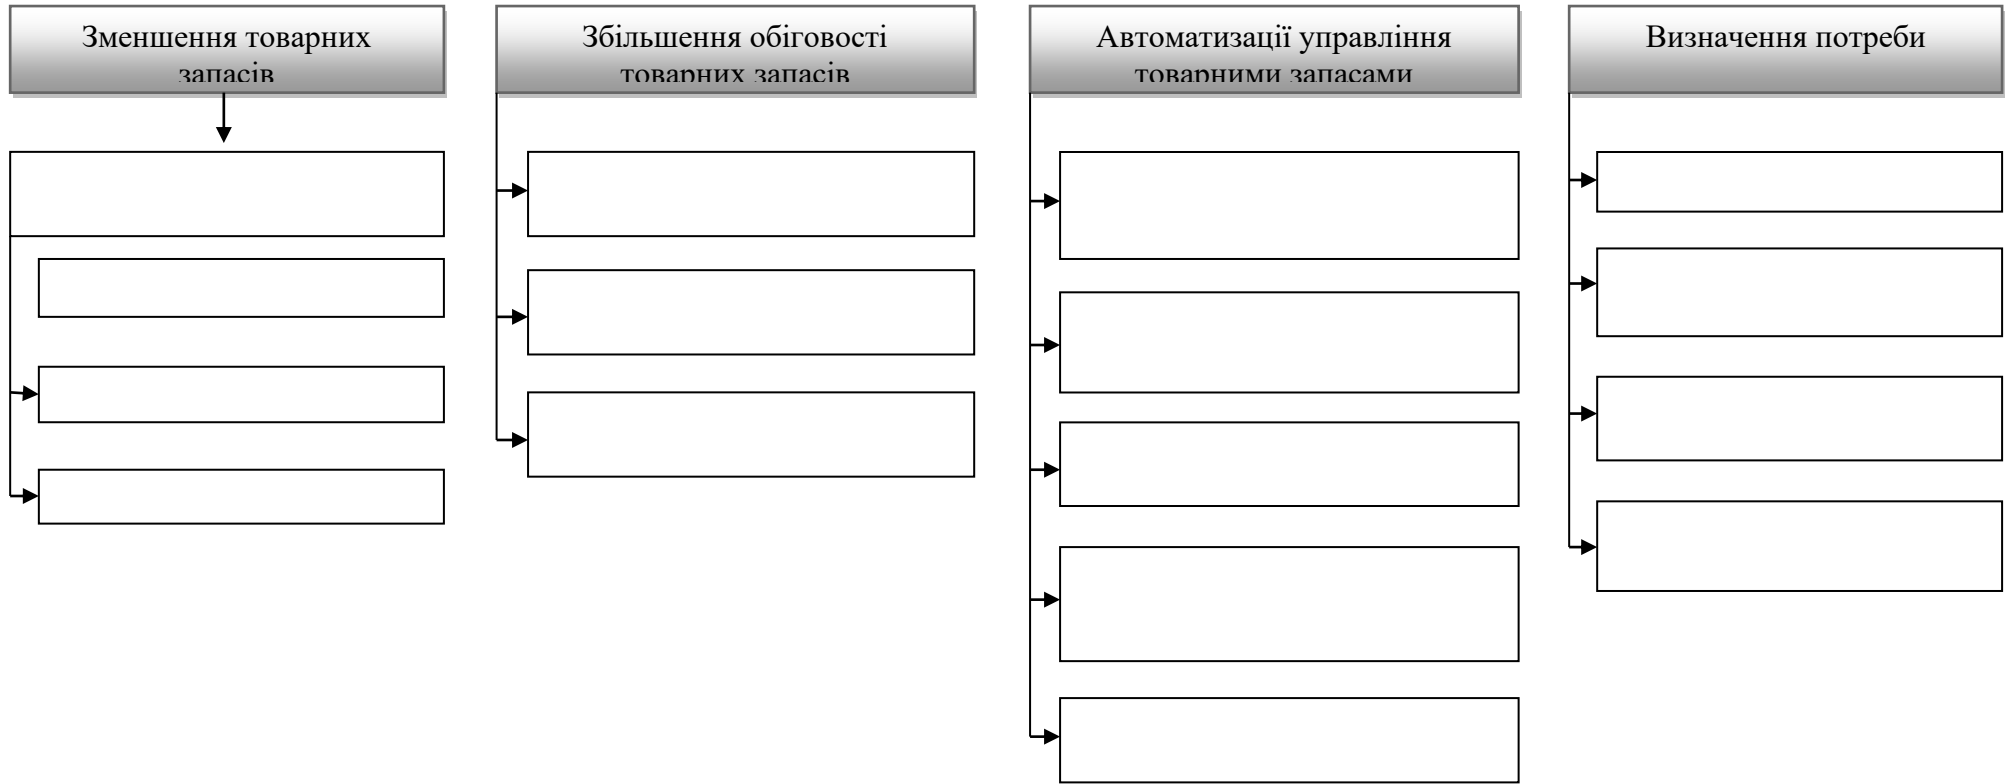 Зменшення товарних
запасів
Збільшення обіговості
товарних запасів
Автоматизації управління
товарними запасами
Визначення потреби